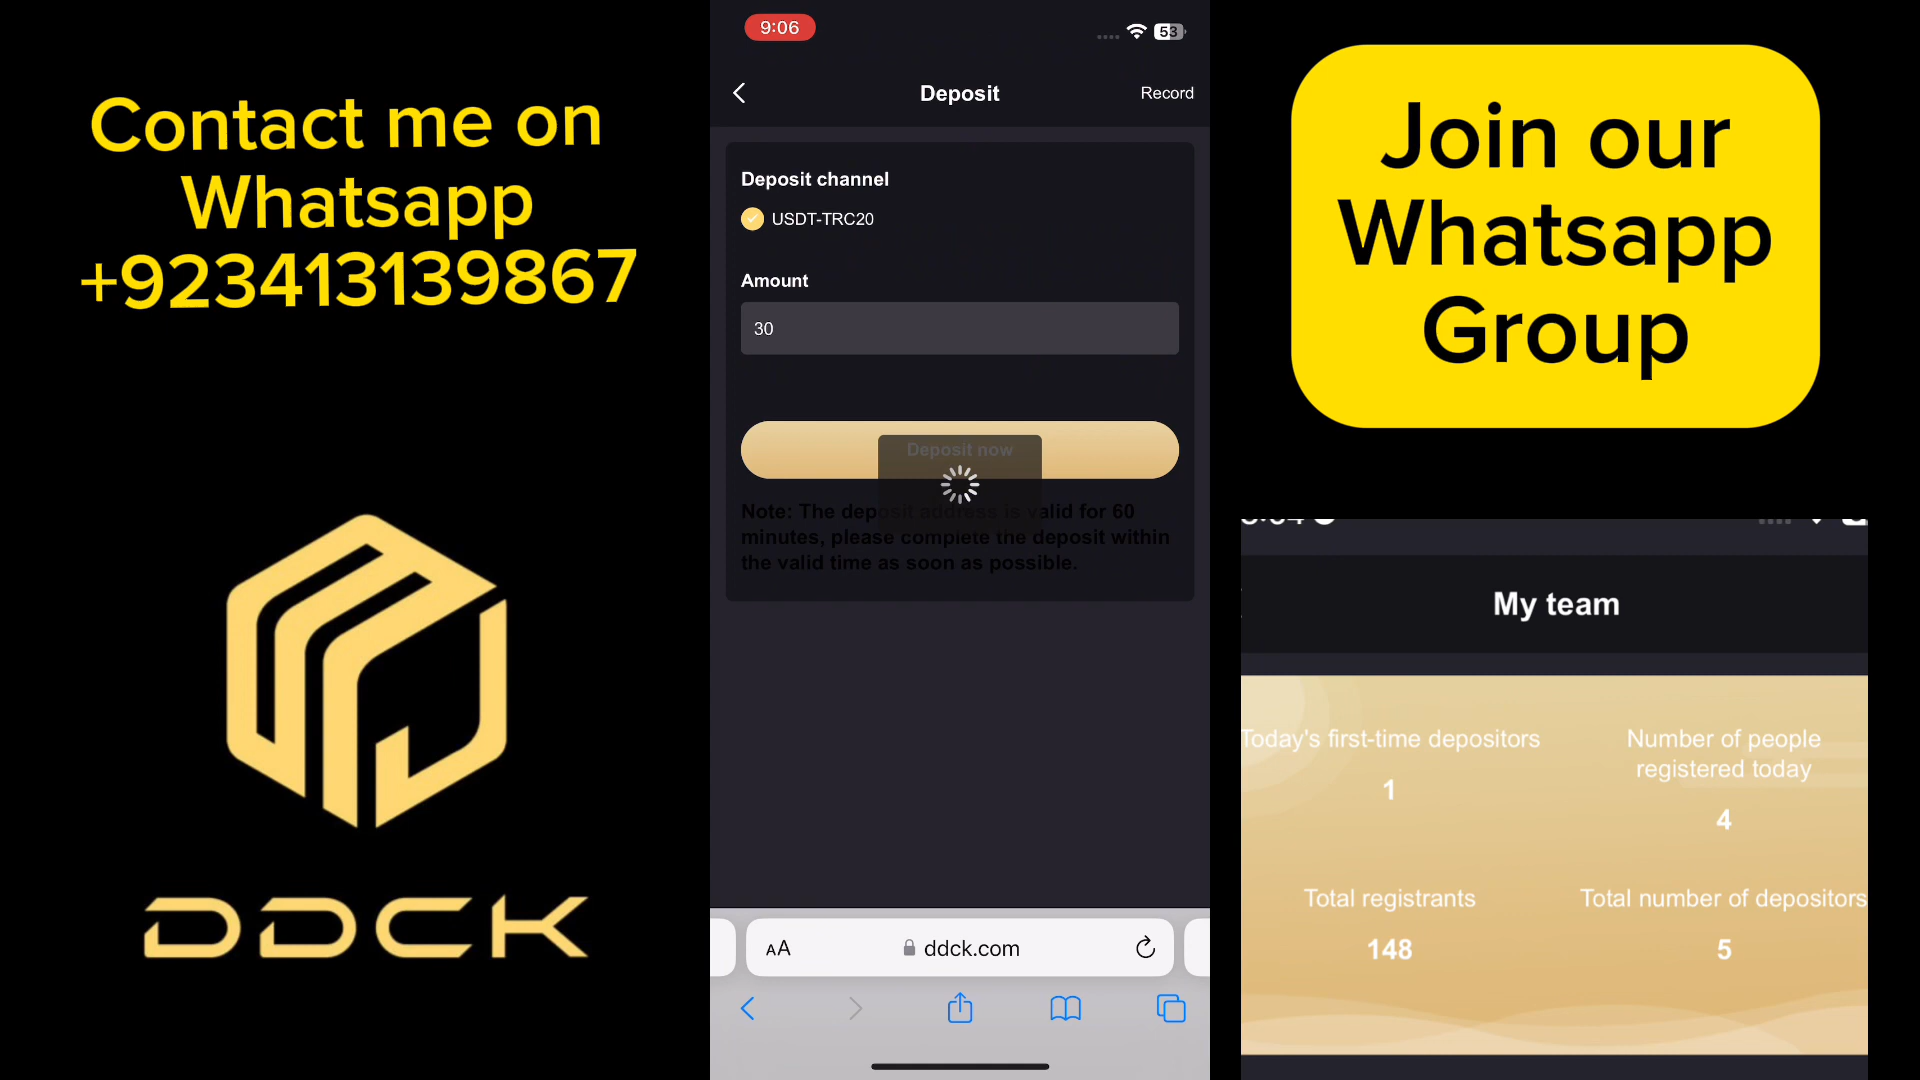 Contact me on
Whatsapp
+923413139867
DDCK
9:06
53
Deposit
Record
Deposit channel
USDT-TRC20
Amount
30
Deposit now
Note: The deposit address is valid for 60
minutes, please complete the deposit within
the valid time as soon as possible.
AA
ddck.com
Join our
Whatsapp
Group
My team
Today's first-time depositors
1
Number of people
registered today
4
Total registrants
148
Total number of depositors
5